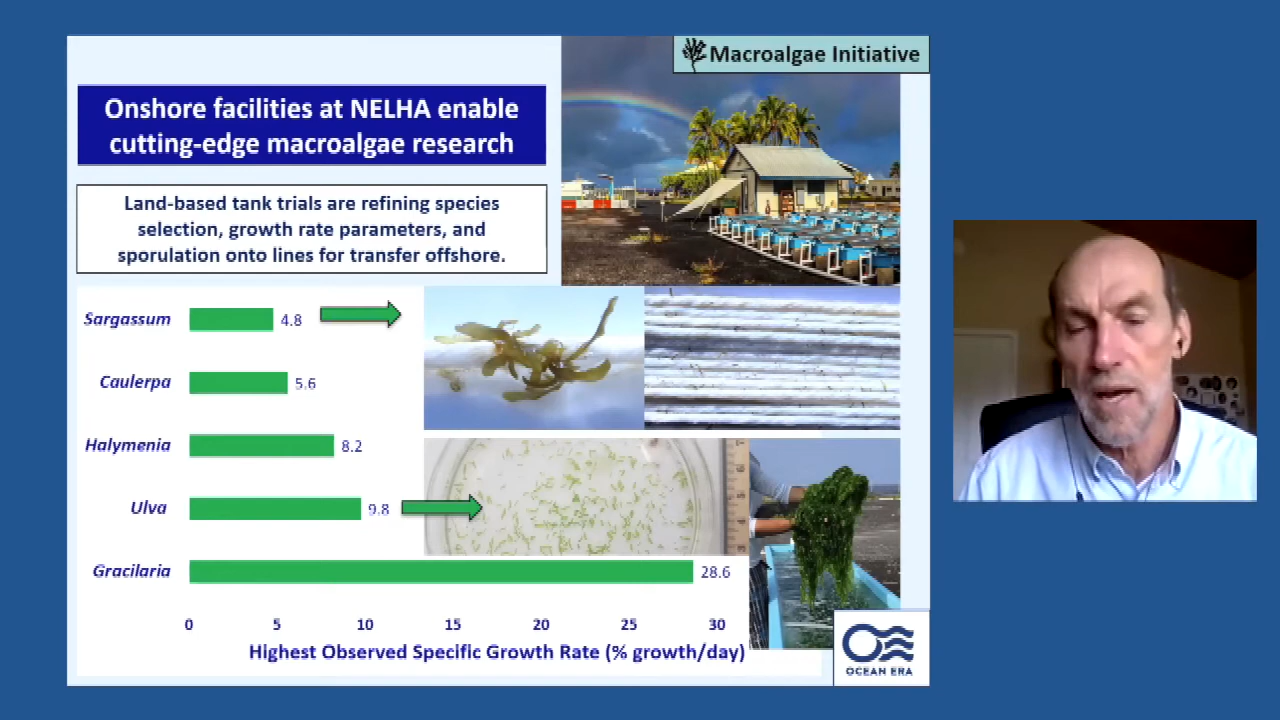 Macroalgae Initiative
Onshore facilities at NELHA enable
cutting-edge macroalgae research
Land-based tank trials are refining species
selection, growth rate parameters, and
sporulation onto lines for transfer offshore.
Sargassum 4.8
Caulerpa 5.6
Halymenia 8.2
Ulva 9.8
Gracilaria 28.6
0 5 10 15 20 25 30
Highest Observed Specific Growth Rate (% growth/day)
OCEAN ERA